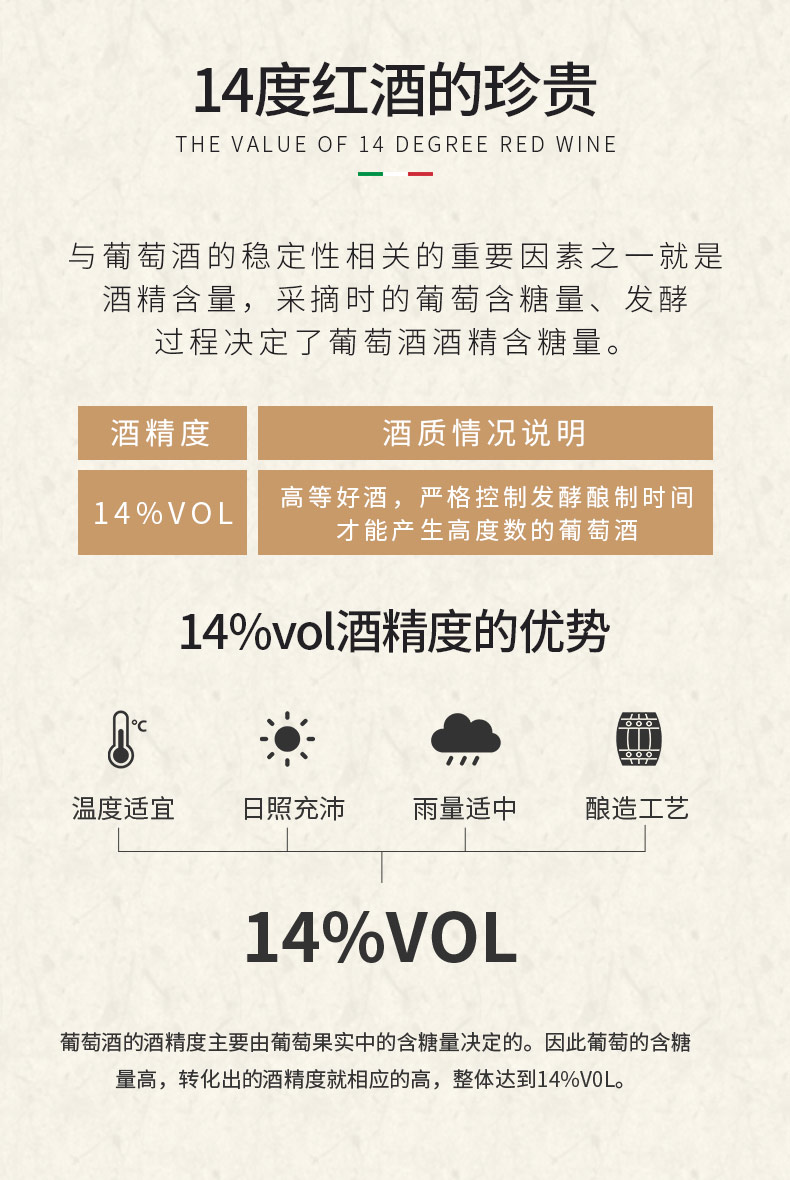 14度红酒的珍贵
THE VALUE OF 14 DEGREE RED WINE
与葡萄酒的稳定性相关的重要因素之一就是
酒精含量，采摘时的葡萄含糖量、发酵
过程决定了葡萄酒酒精含糖量。
酒精度
酒质情况说明
14%VOL
高等好酒，严格控制发酵酿制时间
才能产生高度数的葡萄酒
14%vol酒精度的优势
℃
温度适宜
日照充沛
雨量适中
酿造工艺
14%VOL
葡萄酒的酒精度主要由葡萄果实中的含糖量决定的。因此葡萄的含糖
量高，转化出的酒精度就相应的高，整体达到14%V0L。